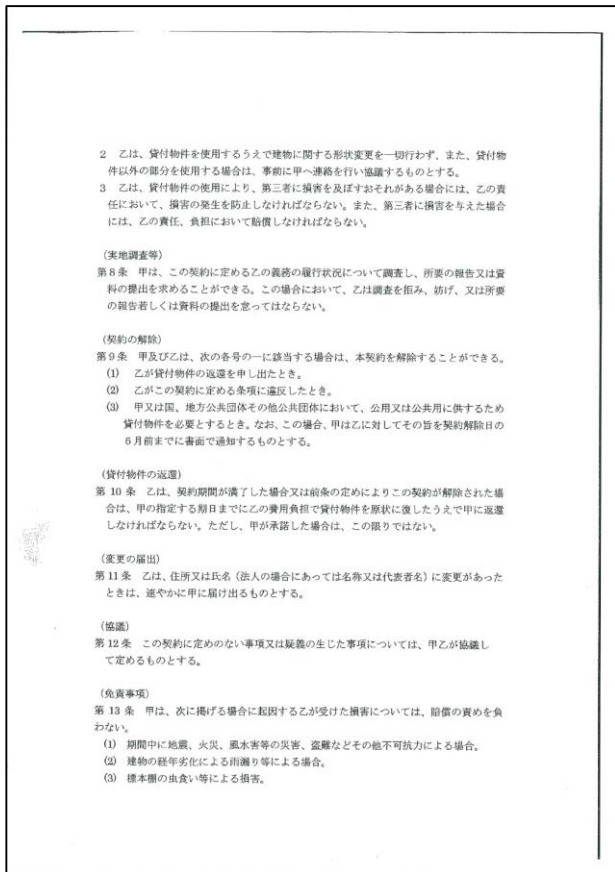 2 乙は、貸付物件を使用するうえで建物に関する形状変更を一切行わず、また、貸付物
件以外の部分を使用する場合は、事前に甲へ連絡を行い協議するものとする。
3 乙は、貸付物件の使用により、第三者に損害を及ぼすおそれがある場合には、乙の責
任において、損害の発生を防止しなければならない。また、第三者に損害を与えた場合
には、乙の責任、負担において賠償しなければならない。
(実地調査等)
第8条 甲は、この契約に定める乙の義務の履行状況について調査し、所要の報告又は資
料の提出を求めることができる。この場合において、乙は調査を拒み、妨げ、又は所要
の報告若しくは資料の提出を怠ってはならない。
(契約の解除)
第9条 甲及び乙は、次の各号の一に該当する場合は、本契約を解除することができる。
(1) 乙が貸付物件の返還を申し出たとき。
(2) 乙がこの契約に定める条項に違反したとき。
(3) 甲又は国、地方公共団体その他公共団体において、公用又は公共用に供するため
貸付物件を必要とするとき。なお、この場合、甲は乙に対してその旨を契約解除日の
6月前までに書面で通知するものとする。
(貸付物件の返還)
第10条 乙は、契約期間が満了した場合又は前条の定めによりこの契約が解除された場
合は、甲の指定する期日までに乙の費用負担で貸付物件を原状に復したうえで甲に返還
しなければならない。ただし、甲が承諾した場合は、この限りではない。
(変更の届出)
第11条 乙は、住所又は氏名(法人の場合にあっては名称又は代表者名)に変更があった
ときは、速やかに甲に届け出るものとする。
(協議)
第12条 この契約に定めのない事項又は疑義の生じた事項については、甲乙が協議し
て定めるものとする。
(免責事項)
第13条 甲は、次に掲げる場合に起因する乙が受けた損害については、賠償の責めを負
わない。
(1) 期間中に地震、火災、風水害等の災害、盗難などその他不可抗力による場合。
(2) 建物の経年劣化による雨漏り等による場合。
(3) 標本棚の虫食い等による損害。